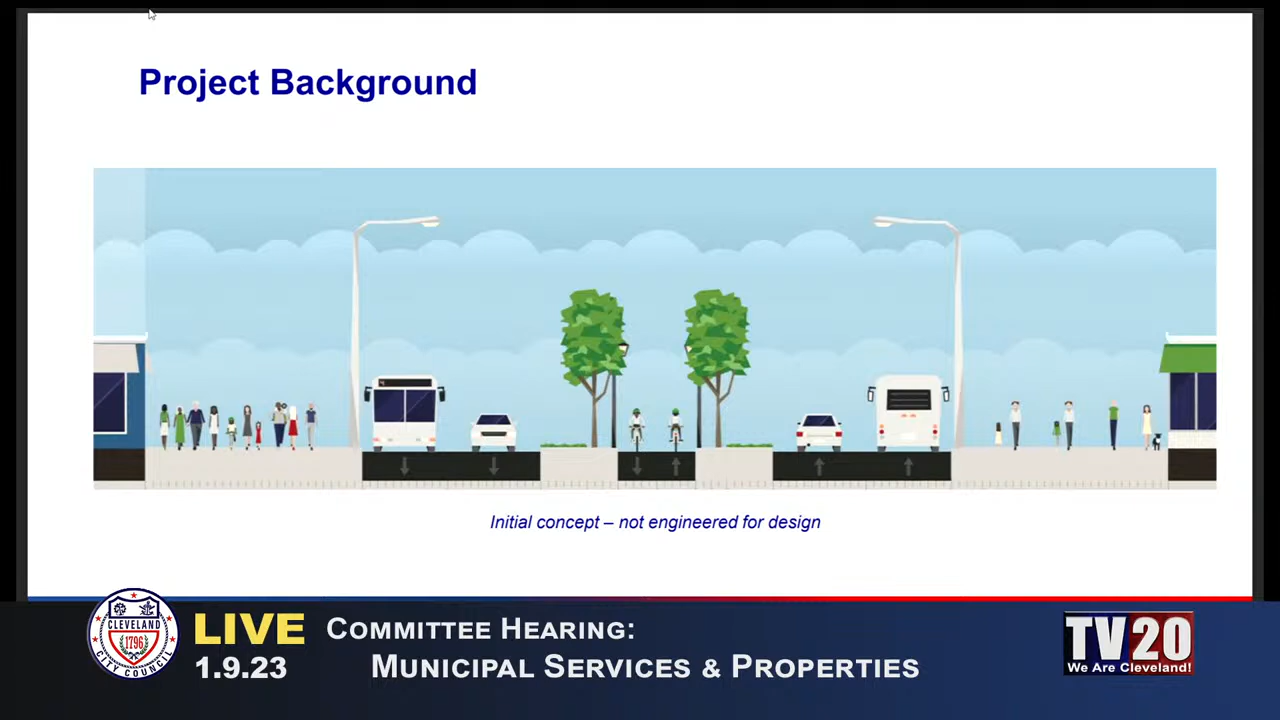 Project Background
Initial concept – not engineered for design
CLEVELAND
1796
CITY COUNCIL
LIVE
1.9.23
COMMITTEE HEARING:
MUNICIPAL SERVICES & PROPERTIES
TV20
We Are Cleveland!